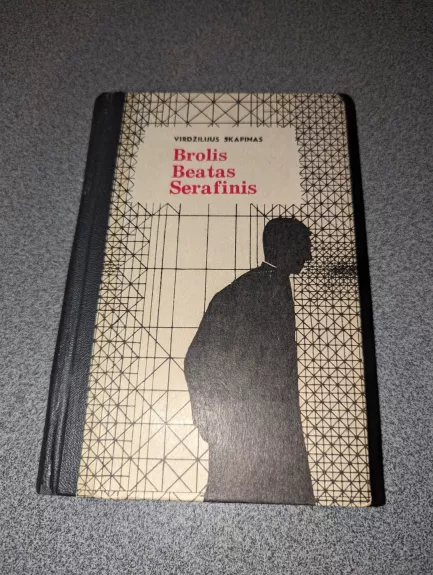 VIRDŽILIJUS SKAPINAS
Brolis
Beatas
Serafinis